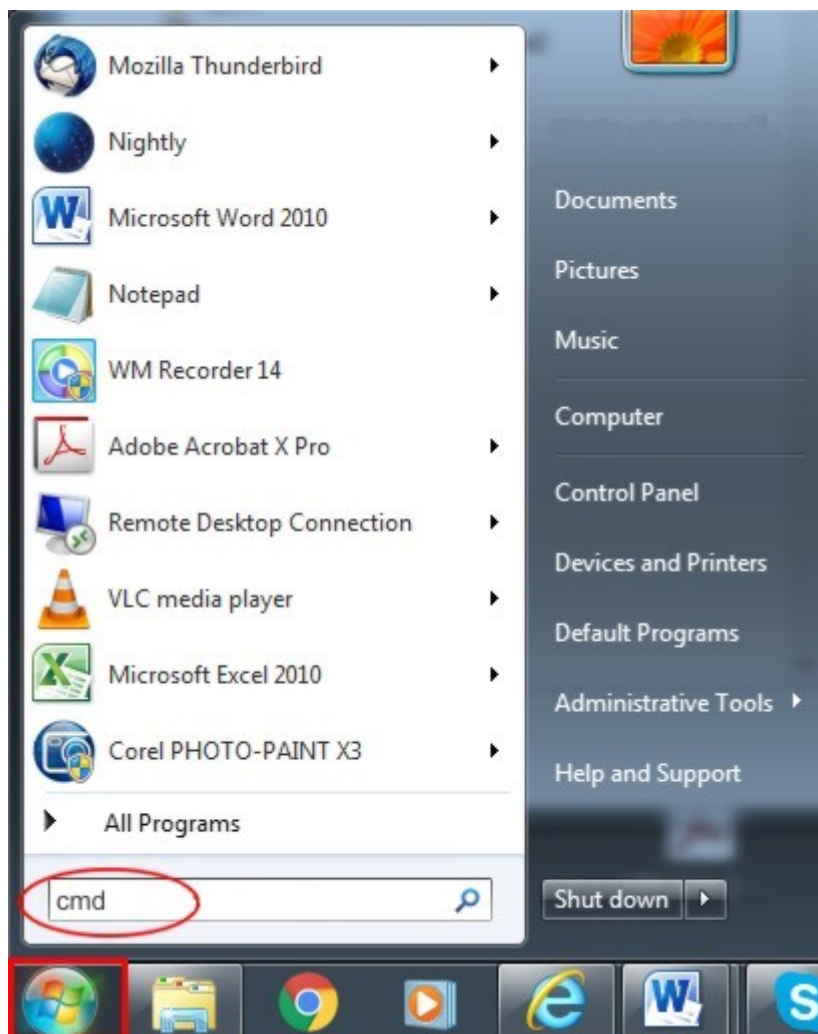 Mozilla Thunderbird
Nightly
Microsoft Word 2010
Notepad
WM Recorder 14
Adobe Acrobat X Pro
Remote Desktop Connection
VLC media player
Microsoft Excel 2010
Corel PHOTO-PAINT X3
All Programs
cmd
Documents
Pictures
Music
Computer
Control Panel
Devices and Printers
Default Programs
Administrative Tools
Help and Support
Shut down